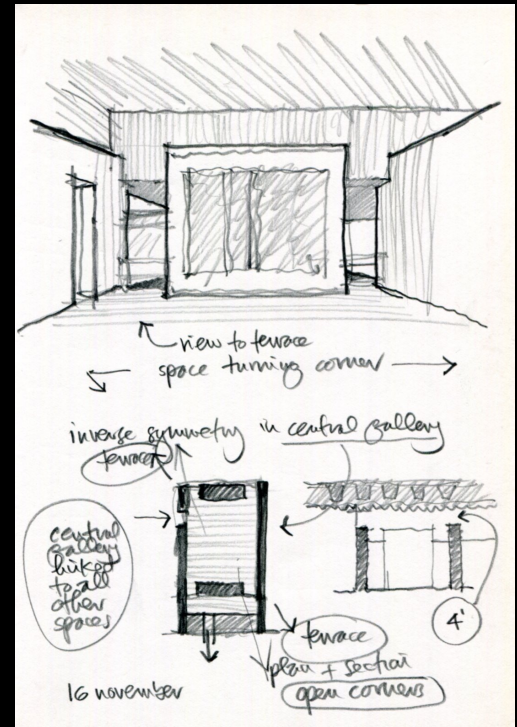 view to terrace
space turning corner
inverse symmetry in central gallery
terrace
central
gallery
linked
to all
other
spaces
4'
terrace
plan + section
open corners
16 november